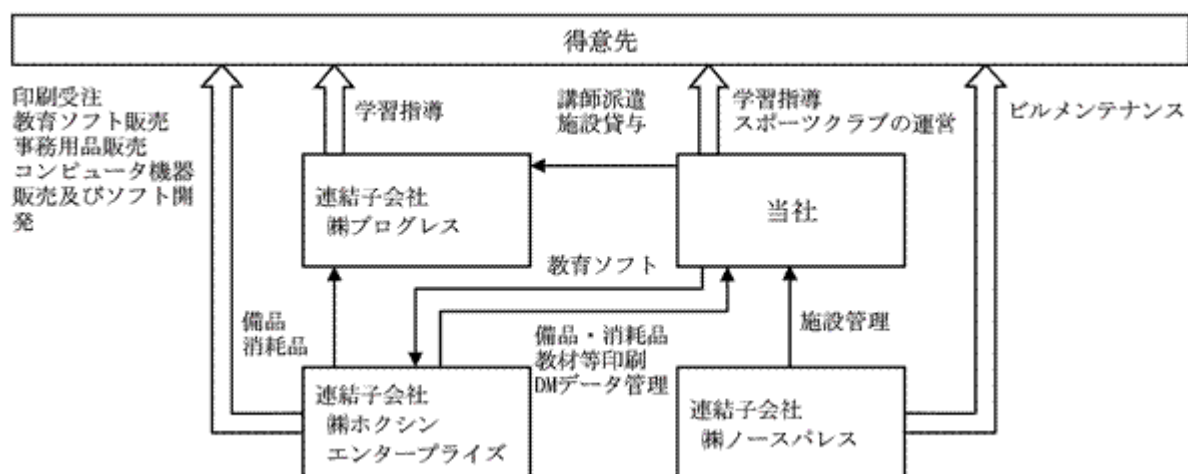 得意先
印刷受注
教育ソフト販売
事務用品販売
コンピュータ機器
販売及びソフト開
発
学習指導
講師派遣
施設貸与
学習指導
スポーツクラブの運営
ビルメンテナンス
連結子会社
㈱プログレス
当社
教育ソフト
備品
消耗品
備品・消耗品
教材等印刷
DMデータ管理
施設管理
連結子会社
㈱ホクシン
エンタープライズ
連結子会社
㈱ノースパレス